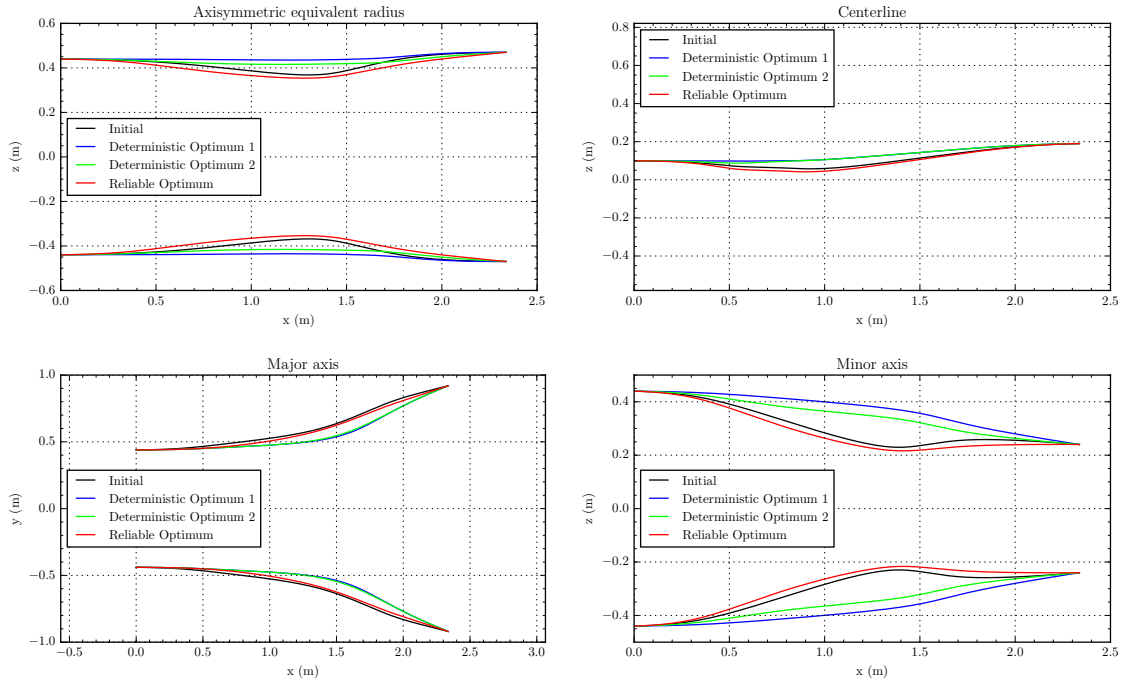 Axisymmetric equivalent radius
0.6
0.4
0.2
0.0
−0.2
−0.4
−0.6
z (m)
Initial
Deterministic Optimum 1
Deterministic Optimum 2
Reliable Optimum
0.0 0.5 1.0 1.5 2.0 2.5
x (m)
Centerline
0.8
0.6
0.4
0.2
0.0
−0.2
−0.4
z (m)
Initial
Deterministic Optimum 1
Deterministic Optimum 2
Reliable Optimum
0.0 0.5 1.0 1.5 2.0 2.5
x (m)
Major axis
1.0
0.5
0.0
−0.5
−1.0
y (m)
Initial
Deterministic Optimum 1
Deterministic Optimum 2
Reliable Optimum
−0.5 0.0 0.5 1.0 1.5 2.0 2.5 3.0
x (m)
Minor axis
0.4
0.2
0.0
−0.2
−0.4
z (m)
Initial
Deterministic Optimum 1
Deterministic Optimum 2
Reliable Optimum
0.0 0.5 1.0 1.5 2.0 2.5
x (m)